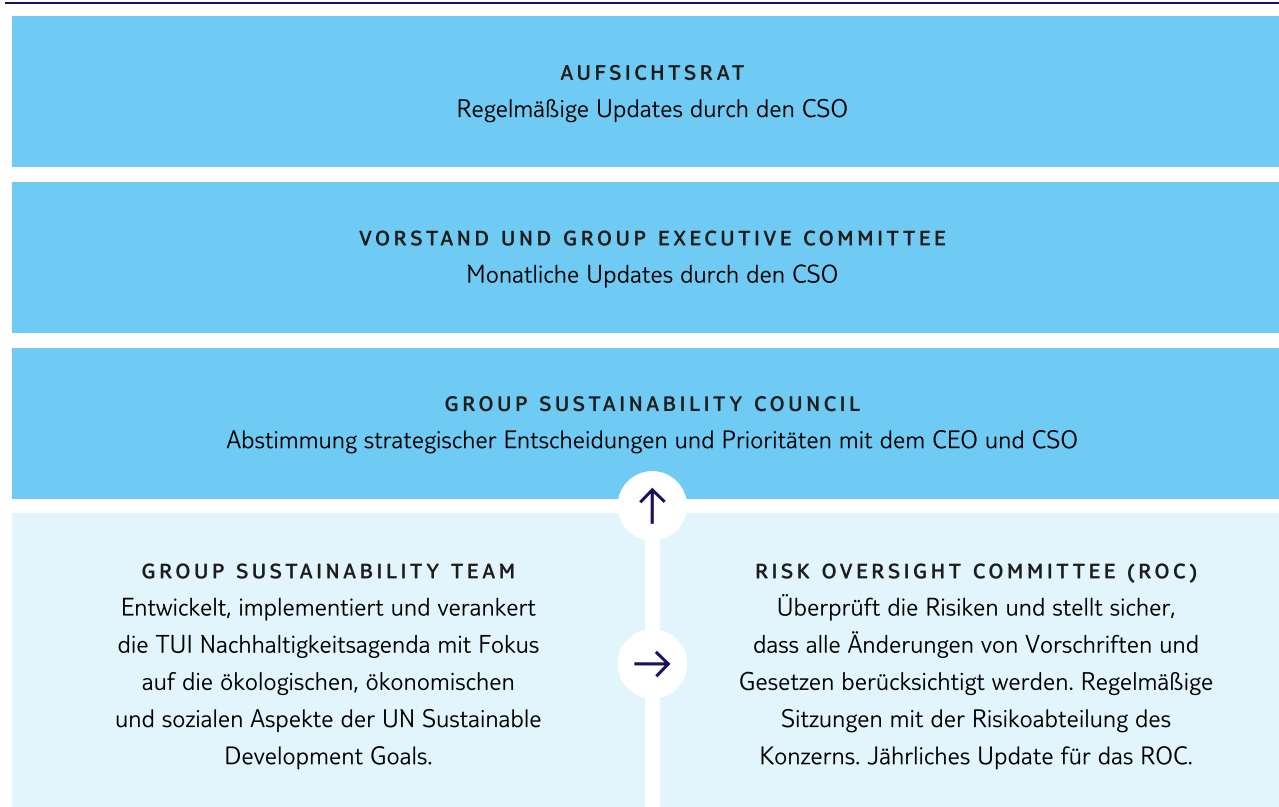 AUFSICHTSRAT
Regelmäßige Updates durch den CSO
VORSTAND UND GROUP EXECUTIVE COMMITTEE
Monatliche Updates durch den CSO
GROUP SUSTAINABILITY COUNCIL
Abstimmung strategischer Entscheidungen und Prioritäten mit dem CEO und CSO
GROUP SUSTAINABILITY TEAM
Entwickelt, implementiert und verankert
die TUI Nachhaltigkeitsagenda mit Fokus
auf die ökologischen, ökonomischen
und sozialen Aspekte der UN Sustainable
Development Goals.
RISK OVERSIGHT COMMITTEE (ROC)
Überprüft die Risiken und stellt sicher,
dass alle Änderungen von Vorschriften und
Gesetzen berücksichtigt werden. Regelmäßige
Sitzungen mit der Risikoabteilung des
Konzerns. Jährliches Update für das ROC.